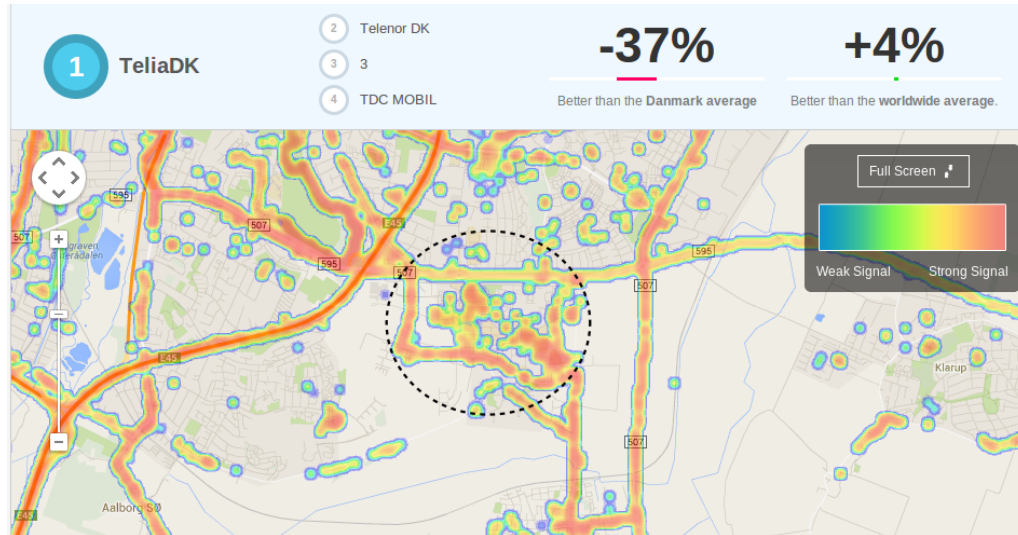 1
TeliaDK
2
Telenor DK
3
3
4
TDC MOBIL
-37%
Better than the Danmark average
+4%
Better than the worldwide average.
Full Screen
Weak Signal
Strong Signal
595
507
507
E45
595
507
595
507
E45
Klarup
507
Aalborg SØ
E45